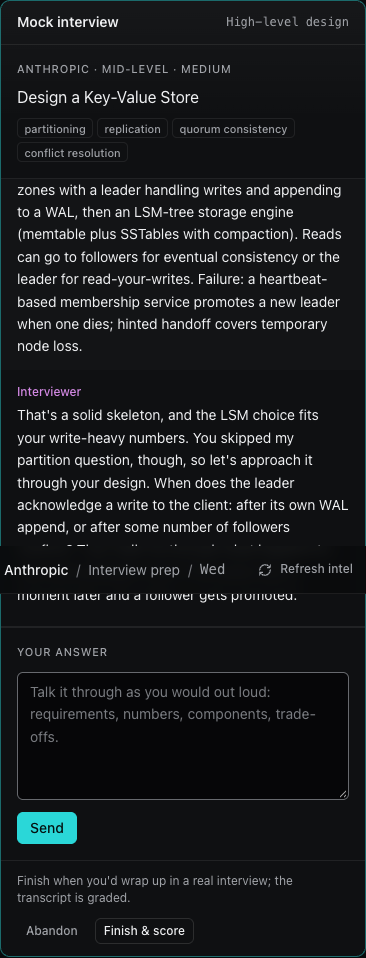 Mock interview
High-level design
ANTHROPIC · MID-LEVEL · MEDIUM
Design a Key-Value Store
partitioning
replication
quorum consistency
conflict resolution
zones with a leader handling writes and appending
to a WAL, then an LSM-tree storage engine
(memtable plus SSTables with compaction). Reads
can go to followers for eventual consistency or the
leader for read-your-writes. Failure: a heartbeat-
based membership service promotes a new leader
when one dies; hinted handoff covers temporary
node loss.
Interviewer
That's a solid skeleton, and the LSM choice fits
your write-heavy numbers. You skipped my
partition question, though, so let's approach it
through your design. When does the leader
acknowledge a write to the client: after its own WAL
append, or after some number of followers
Anthropic / Interview prep / Wed
Refresh intel
moment later and a follower gets promoted.
YOUR ANSWER
Talk it through as you would out loud:
requirements, numbers, components, trade-
offs.
Send
Finish when you'd wrap up in a real interview; the
transcript is graded.
Abandon
Finish & score